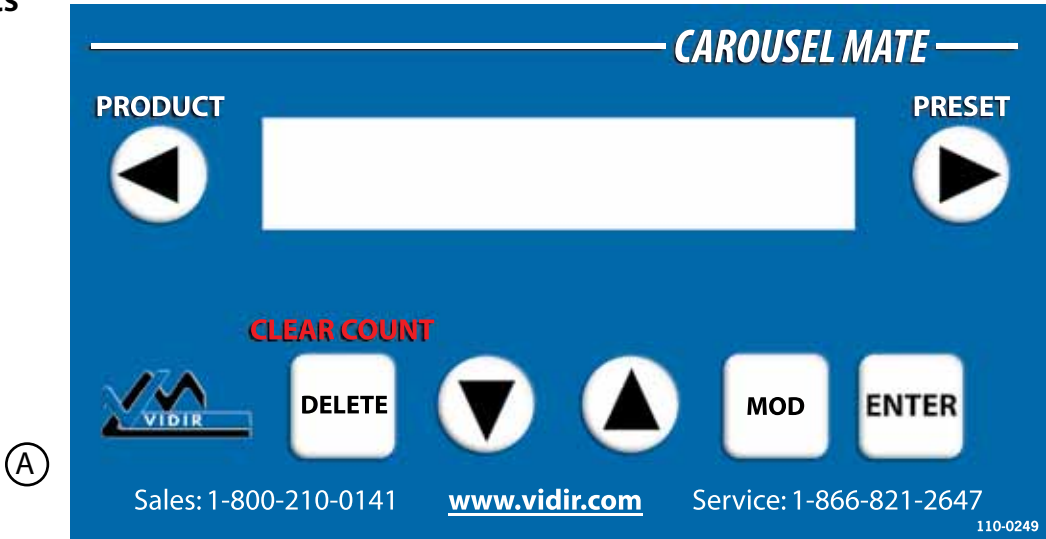 CAROUSEL MATE
PRODUCT
PRESET
CLEAR COUNT
VIDIR
DELETE
MOD
ENTER
A
Sales: 1-800-210-0141
www.vidir.com
Service: 1-866-821-2647
110-0249